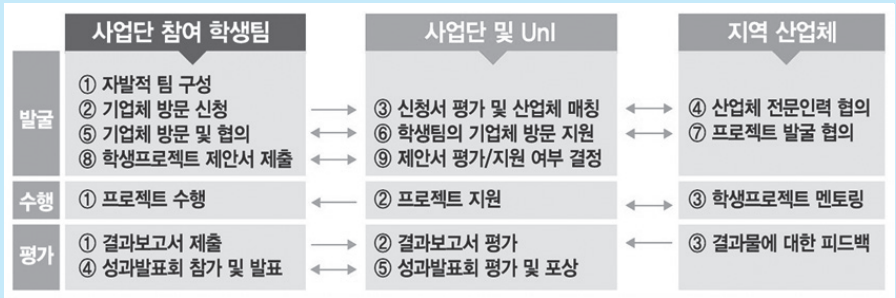 사업단 참여 학생팀
사업단 및 UnI
지역 산업체
발굴
① 자발적 팀 구성
② 기업체 방문 신청
⑤ 기업체 방문 및 협의
⑧ 학생프로젝트 제안서 제출
③ 신청서 평가 및 산업체 매칭
⑥ 학생팀의 기업체 방문 지원
⑨ 제안서 평가/지원 여부 결정
④ 산업체 전문인력 협의
⑦ 프로젝트 발굴 협의
수행
① 프로젝트 수행
② 프로젝트 지원
③ 학생프로젝트 멘토링
평가
① 결과보고서 제출
④ 성과발표회 참가 및 발표
② 결과보고서 평가
⑤ 성과발표회 평가 및 포상
③ 결과물에 대한 피드백